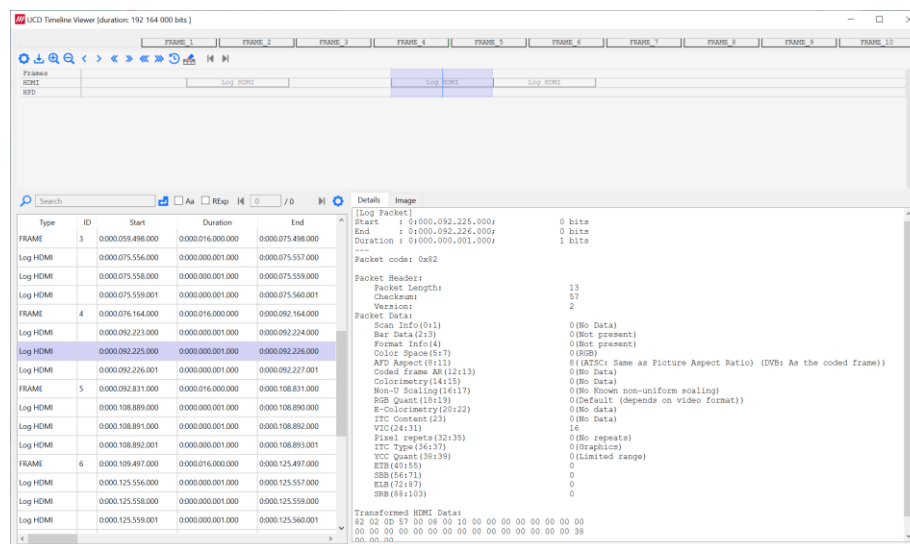 UCD Timeline Viewer [duration: 192 164 000 bits ]
FRAME_1 FRAME_2 FRAME_3 FRAME_4 FRAME_5 FRAME_6 FRAME_7 FRAME_8 FRAME_9 FRAME_10
Frames
HDMI Log HDMI Log HDMI Log HDMI
HPD
Search Aa RExp 0 / 0
Type ID Start Duration End
FRAME 3 0:000.059.498.000 0:000.016.000.000 0:000.075.498.000
Log HDMI 0:000.075.556.000 0:000.000.001.000 0:000.075.557.000
Log HDMI 0:000.075.558.000 0:000.000.001.000 0:000.075.559.000
Log HDMI 0:000.075.559.001 0:000.000.001.000 0:000.075.560.001
FRAME 4 0:000.076.164.000 0:000.016.000.000 0:000.092.164.000
Log HDMI 0:000.092.223.000 0:000.000.001.000 0:000.092.224.000
Log HDMI 0:000.092.225.000 0:000.000.001.000 0:000.092.226.000
Log HDMI 0:000.092.226.001 0:000.000.001.000 0:000.092.227.001
FRAME 5 0:000.092.831.000 0:000.016.000.000 0:000.108.831.000
Log HDMI 0:000.108.889.000 0:000.000.001.000 0:000.108.890.000
Log HDMI 0:000.108.891.000 0:000.000.001.000 0:000.108.892.000
Log HDMI 0:000.108.892.001 0:000.000.001.000 0:000.108.893.001
FRAME 6 0:000.109.497.000 0:000.016.000.000 0:000.125.497.000
Log HDMI 0:000.125.556.000 0:000.000.001.000 0:000.125.557.000
Log HDMI 0:000.125.558.000 0:000.000.001.000 0:000.125.559.000
Log HDMI 0:000.125.559.001 0:000.000.001.000 0:000.125.560.001
Details Image
[Log Packet]
Start : 0:000.092.225.000; 0 bits
End : 0:000.092.226.000; 0 bits
Duration : 0:000.000.001.000; 1 bits
---
Packet code: 0x82
Packet Header:
Packet Length: 13
Checksum: 57
Version: 2
Packet Data:
Scan Info(0:1) 0(No Data)
Bar Data(2:3) 0(Not present)
Format Info(4) 0(Not present)
Color Space(5:7) 0(RGB)
AFD Aspect(8:11) 8((ATSC: Same as Picture Aspect Ratio) (DVB: As the coded frame))
Coded frame AR(12:13) 0(No Data)
Colorimetry(14:15) 0(No Data)
Non-U Scaling(16:17) 0(No Known non-uniform scaling)
RGB Quant(18:19) 0(Default (depends on video format))
E-Colorimetry(20:22) 0(No data)
ITC Content(23) 0(No Data)
VIC(24:31) 16
Pixel repets(32:35) 0(No repeats)
ITC Type(36:37) 0(Graphics)
YCC Quant(38:39) 0(Limited range)
ETB(40:55) 0
SBB(56:71) 0
ELB(72:87) 0
SRB(88:103) 0
Transformed HDMI Data:
82 02 0D 57 00 08 00 10 00 00 00 00 00 00 00 00
00 00 00 00 00 00 00 00 00 00 00 00 00 00 00 38
00 00 00